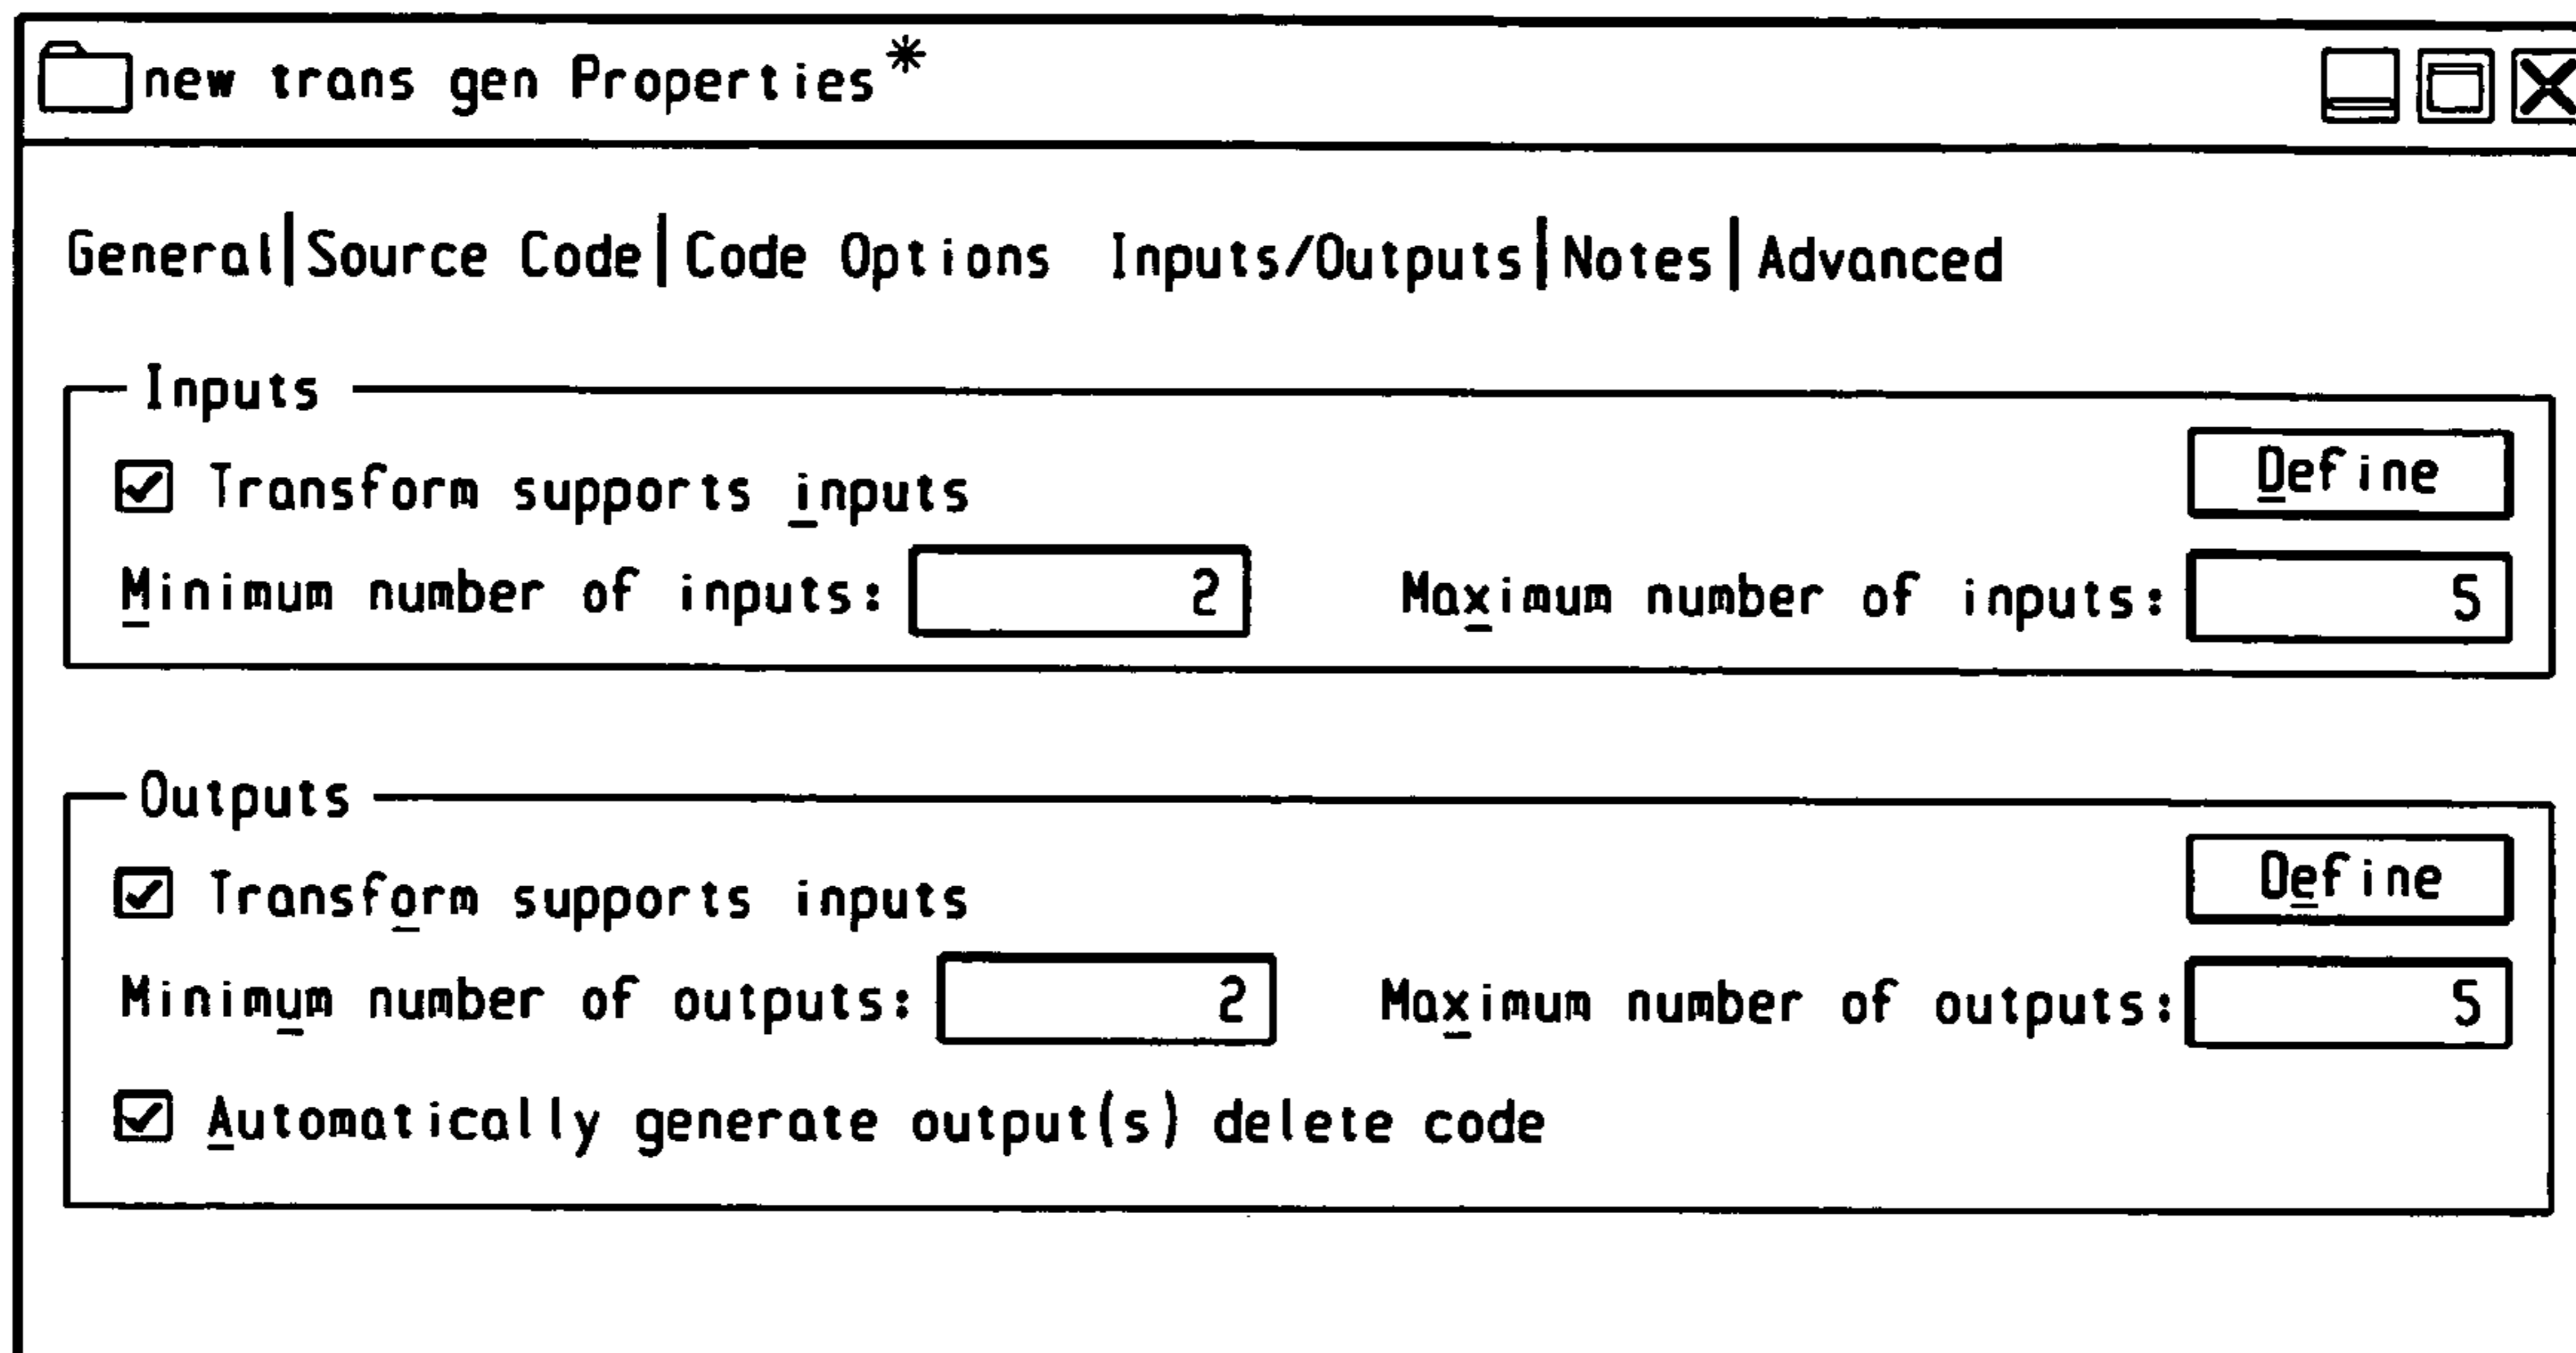 new trans gen Properties*
General|Source Code|Code Options Inputs/Outputs|Notes|Advanced
Inputs
Transform supports inputs
Define
Minimum number of inputs: 2
Maximum number of inputs: 5
Outputs
Transform supports inputs
Define
Minimum number of outputs: 2
Maximum number of outputs: 5
Automatically generate output(s) delete code